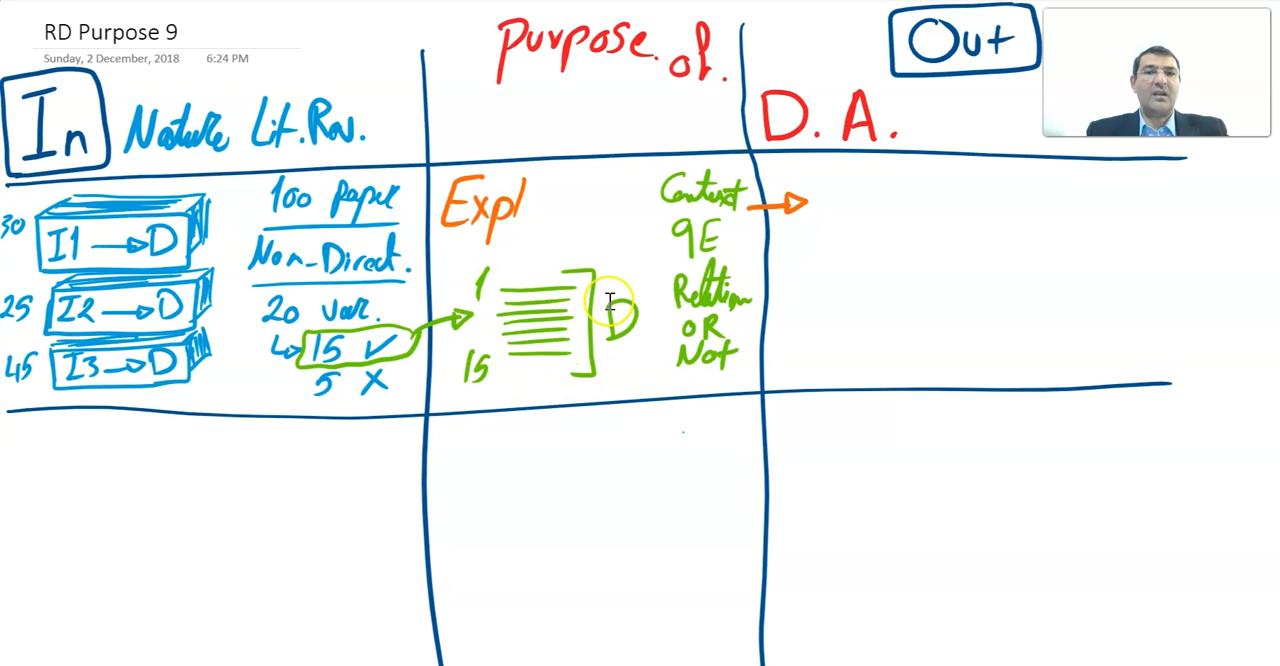 RD Purpose 9
Sunday, 2 December, 2018 6:24 PM
In
Nature Lit. Rev.
Purpose of
D. A.
Out
30
I1 → D
25
I2 → D
45
I3 → D
100 paper
Non-Direct.
20 var.
15 ✓
5 X
Expl
1
15
D
Context
9E
Relation
OR
Not